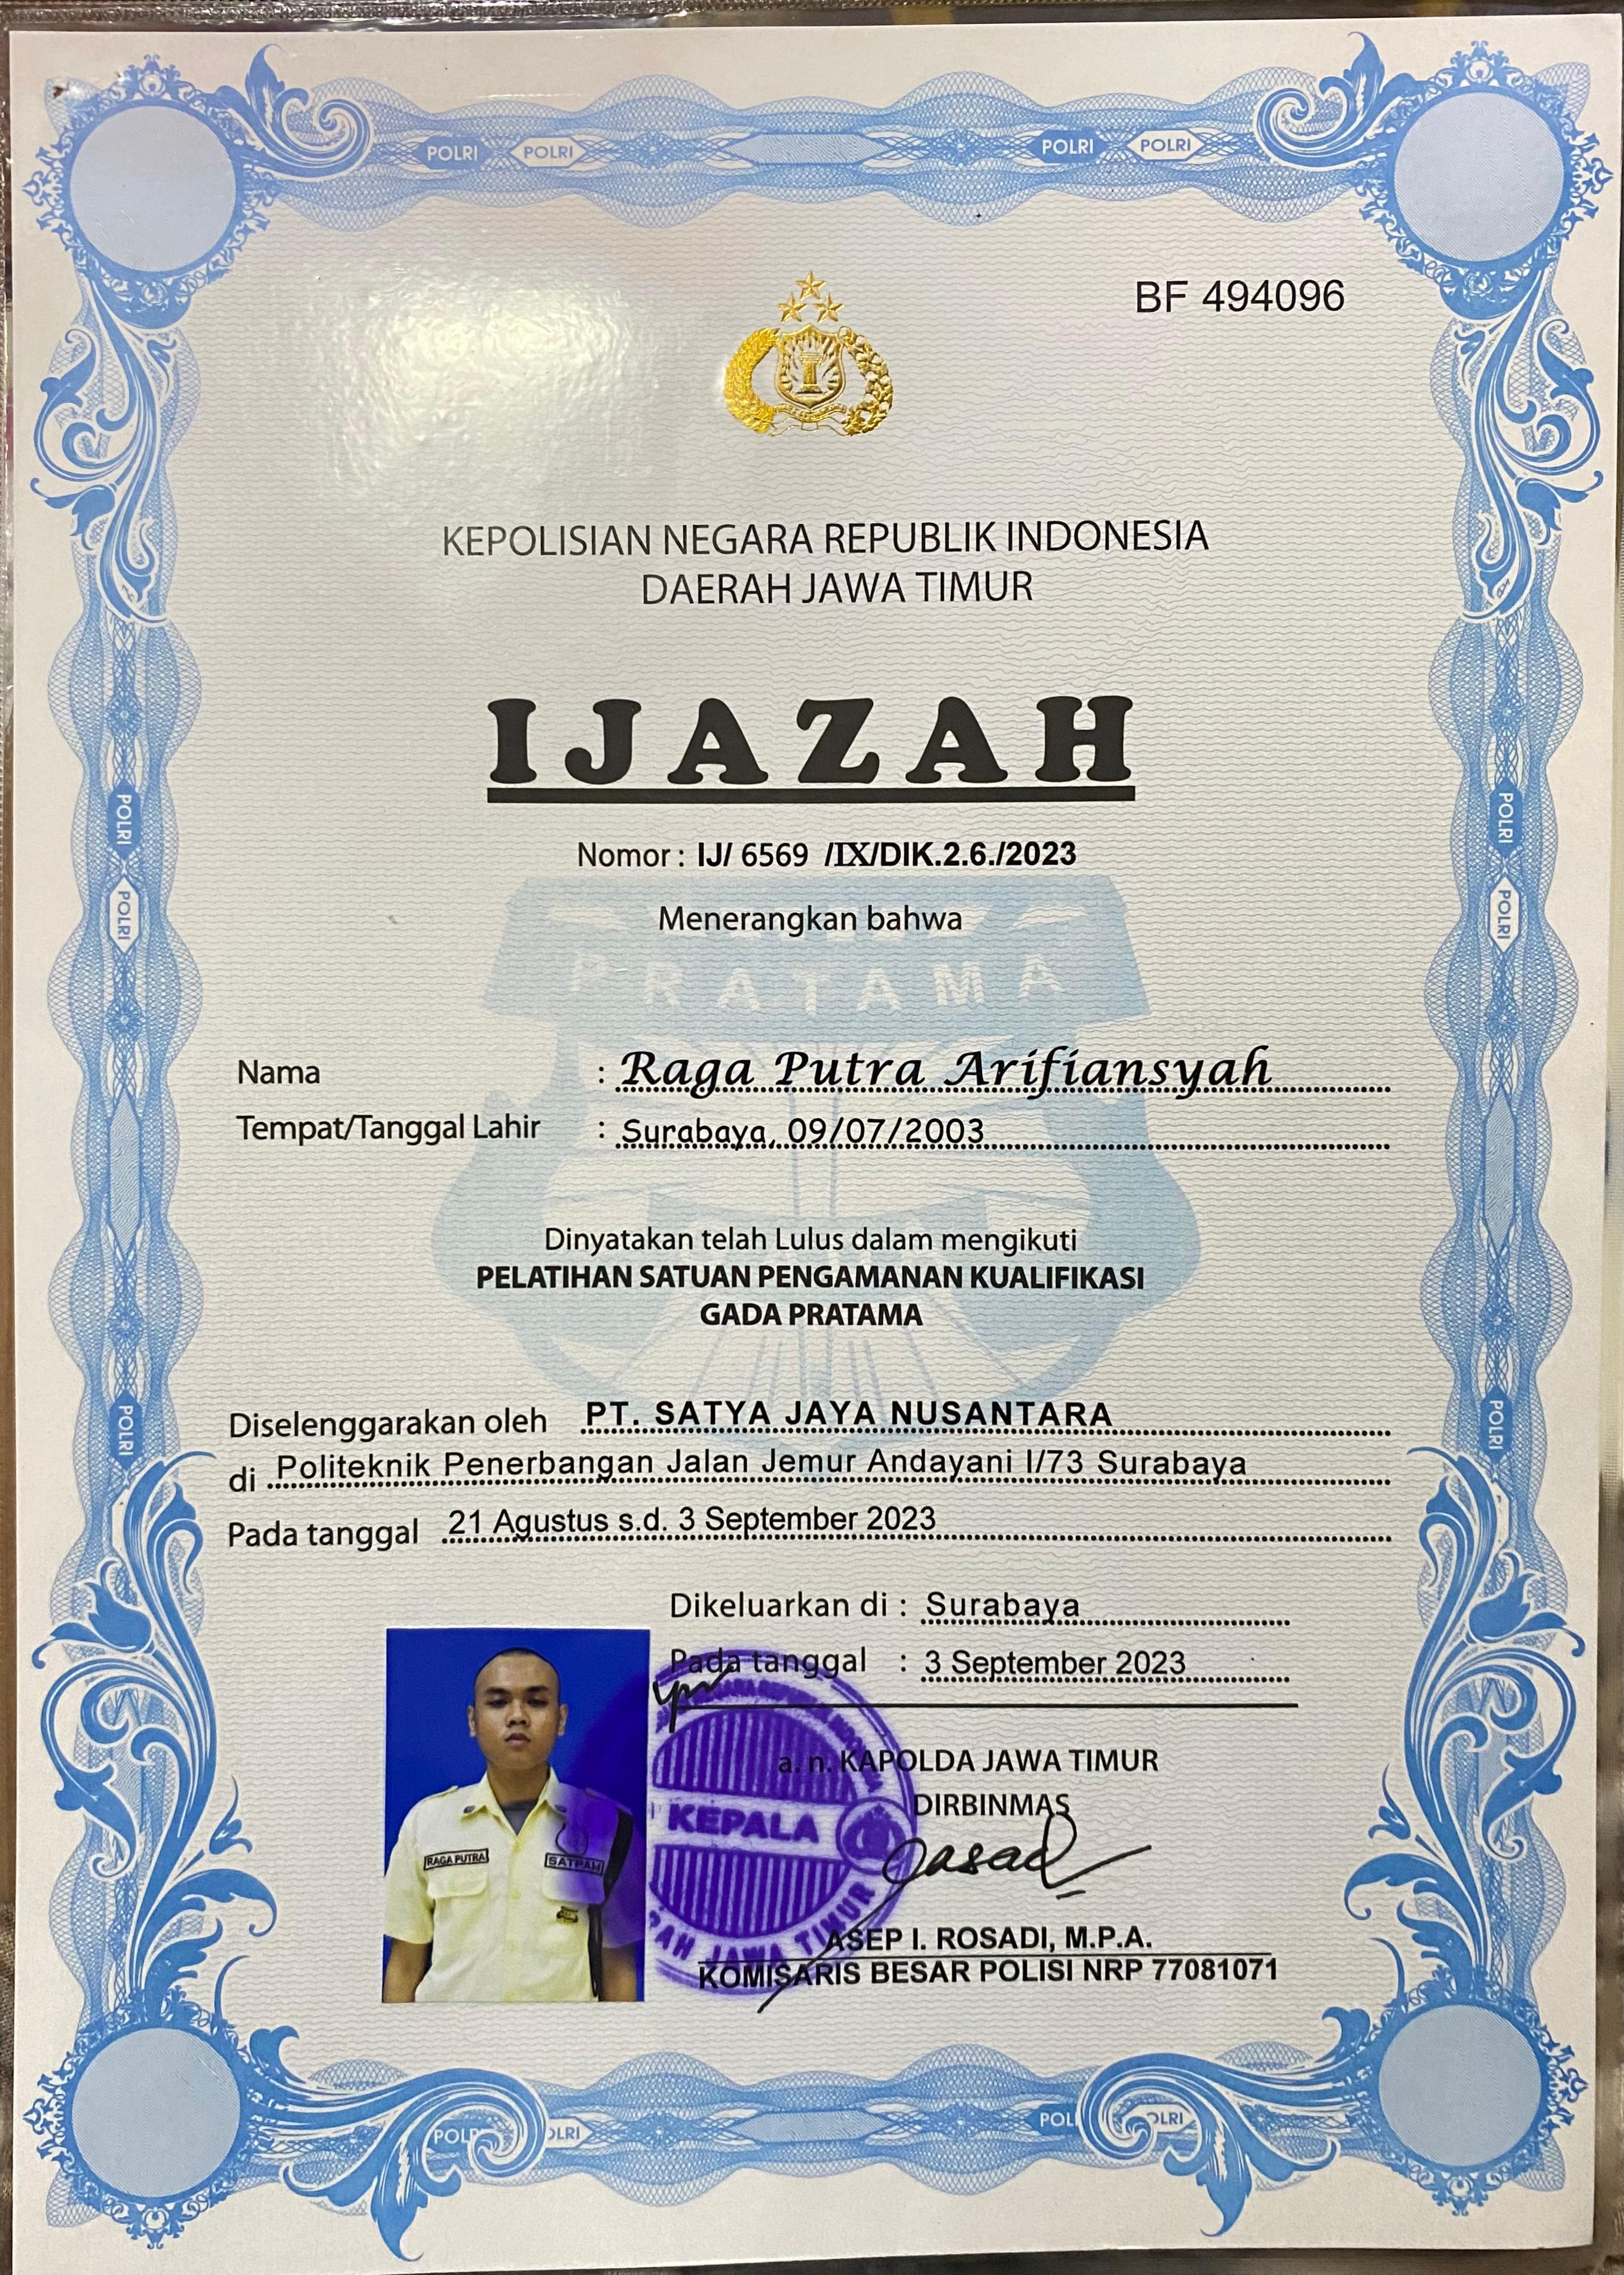 POLRI POLRI POLRI POLRI
BF 494096
KEPOLISIAN NEGARA REPUBLIK INDONESIA
DAERAH JAWA TIMUR
IJAZAH
Nomor : IJ/ 6569 /IX/DIK.2.6./2023
Menerangkan bahwa
PRATAMA
Nama : Raga Putra Arifiansyah
Tempat/Tanggal Lahir : Surabaya, 09/07/2003
Dinyatakan telah Lulus dalam mengikuti
PELATIHAN SATUAN PENGAMANAN KUALIFIKASI
GADA PRATAMA
Diselenggarakan oleh PT. SATYA JAYA NUSANTARA
di Politeknik Penerbangan Jalan Jemur Andayani I/73 Surabaya
Pada tanggal 21 Agustus s.d. 3 September 2023
Dikeluarkan di : Surabaya
Pada tanggal : 3 September 2023
a. n. KAPOLDA JAWA TIMUR
DIRBINMAS
KEPALA
JAWA TIMUR
RAGA PUTRA
SATPAM
ASEP I. ROSADI, M.P.A.
KOMISARIS BESAR POLISI NRP 77081071
POLRI
POLRI
POLRI
POLRI
POLRI
POLRI